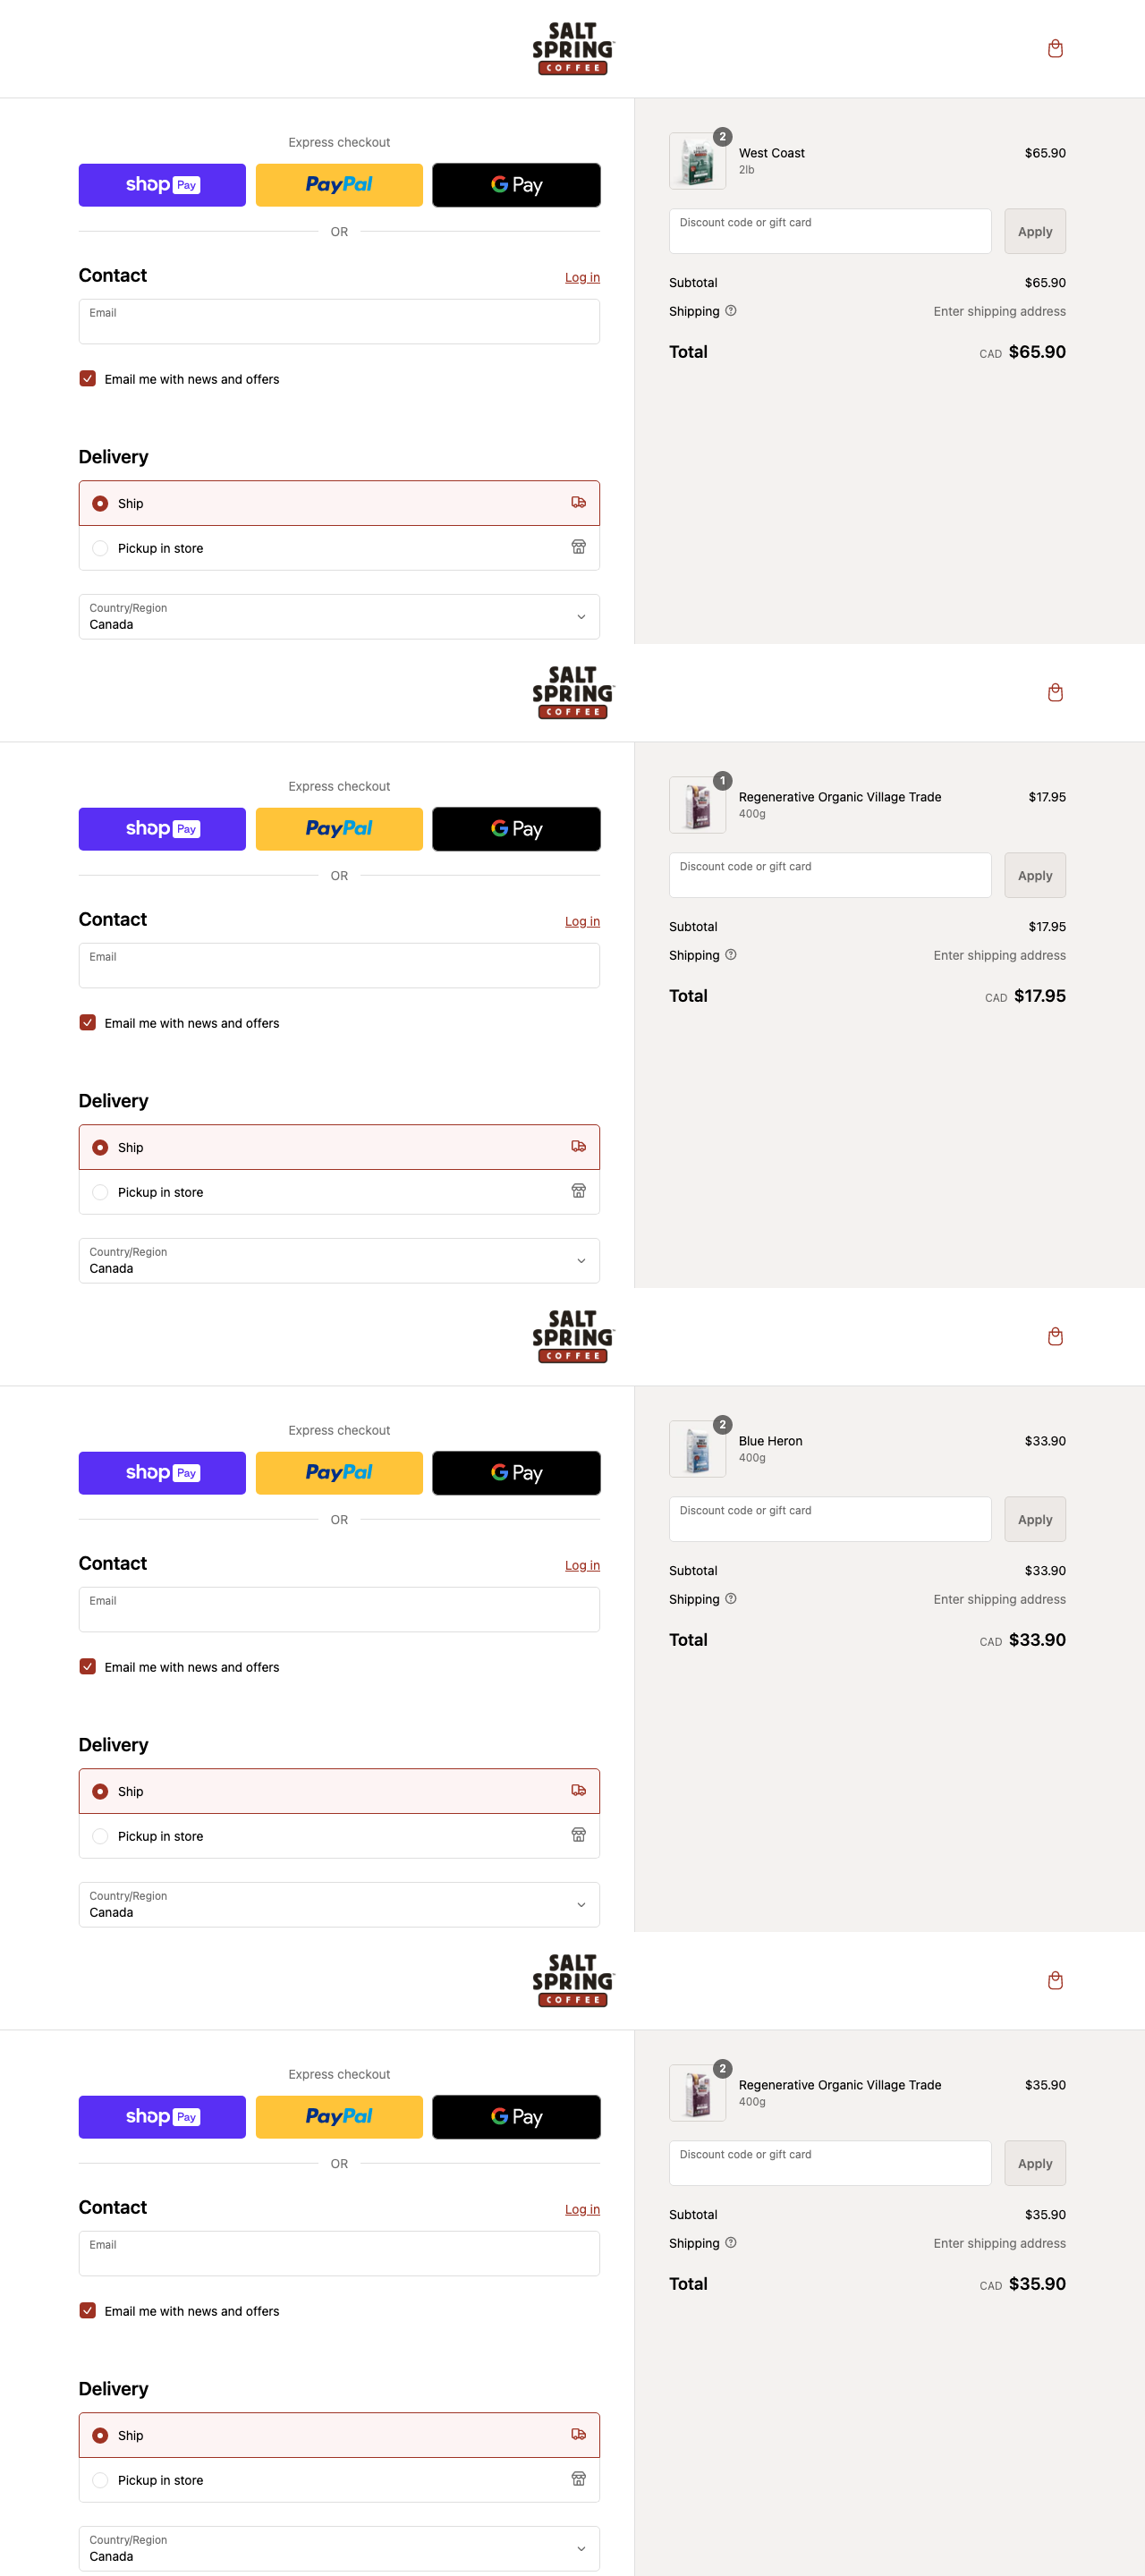 SALT
SPRING
COFFEE
Express checkout
shop Pay
PayPal
G Pay
OR
Contact
Log in
Email
Email me with news and offers
Delivery
Ship
Pickup in store
Country/Region
Canada
2
West Coast
$65.90
2lb
Discount code or gift card
Apply
Subtotal
$65.90
Shipping
Enter shipping address
Total
CAD $65.90
SALT
SPRING
COFFEE
Express checkout
shop Pay
PayPal
G Pay
OR
Contact
Log in
Email
Email me with news and offers
Delivery
Ship
Pickup in store
Country/Region
Canada
1
Regenerative Organic Village Trade
$17.95
400g
Discount code or gift card
Apply
Subtotal
$17.95
Shipping
Enter shipping address
Total
CAD $17.95
SALT
SPRING
COFFEE
Express checkout
shop Pay
PayPal
G Pay
OR
Contact
Log in
Email
Email me with news and offers
Delivery
Ship
Pickup in store
Country/Region
Canada
2
Blue Heron
$33.90
400g
Discount code or gift card
Apply
Subtotal
$33.90
Shipping
Enter shipping address
Total
CAD $33.90
SALT
SPRING
COFFEE
Express checkout
shop Pay
PayPal
G Pay
OR
Contact
Log in
Email
Email me with news and offers
Delivery
Ship
Pickup in store
Country/Region
Canada
2
Regenerative Organic Village Trade
$35.90
400g
Discount code or gift card
Apply
Subtotal
$35.90
Shipping
Enter shipping address
Total
CAD $35.90